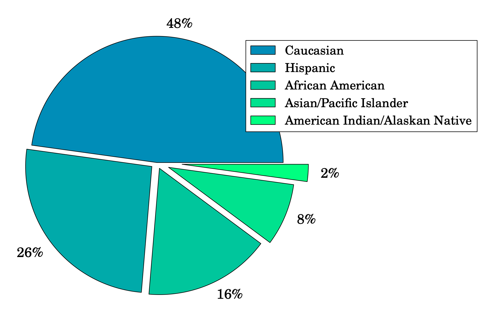 48%
Caucasian
Hispanic
African American
Asian/Pacific Islander
American Indian/Alaskan Native
2%
8%
26%
16%